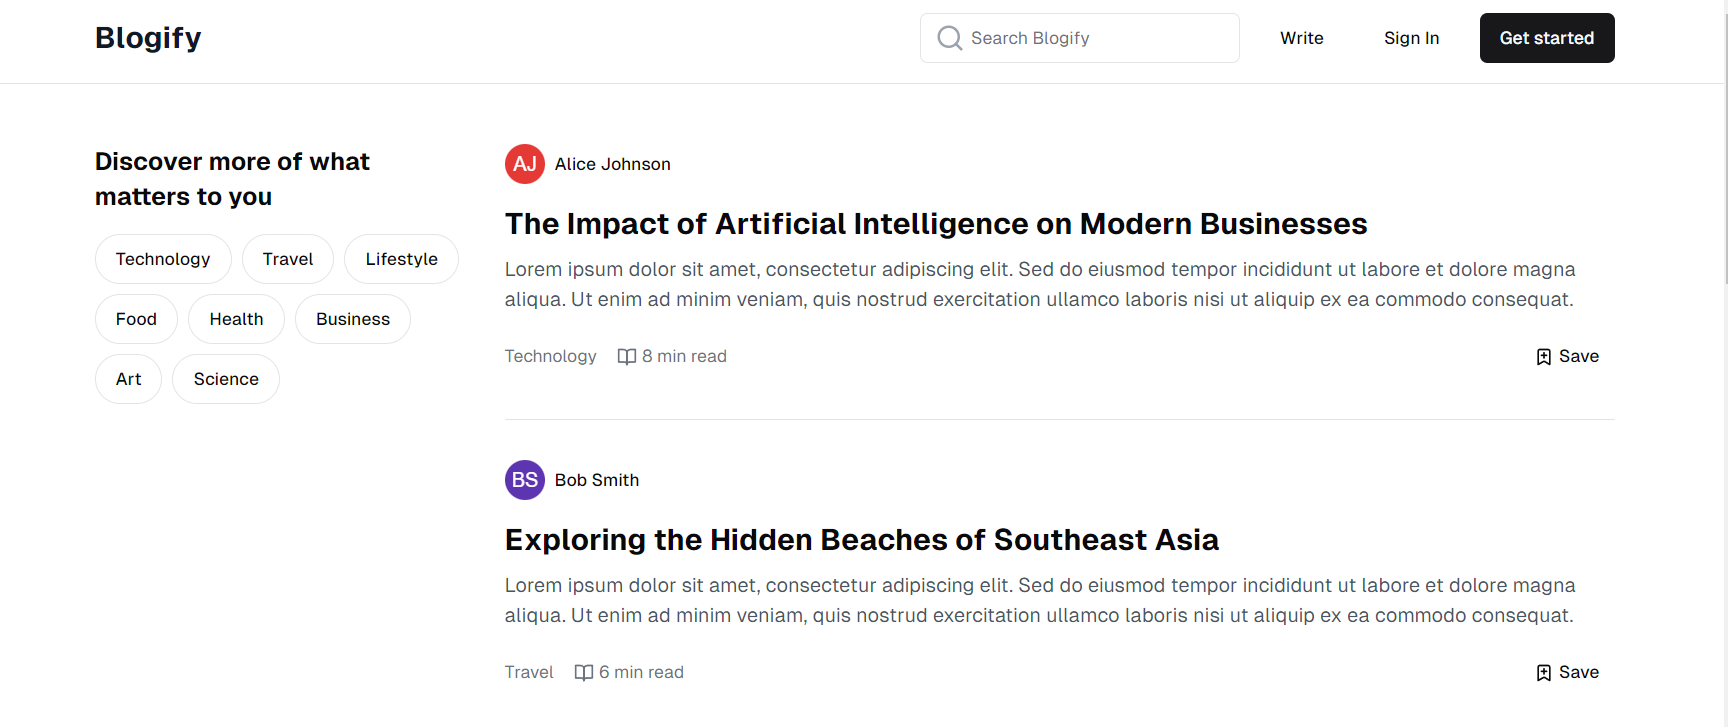 Blogify
Search Blogify
Write
Sign In
Get started
Discover more of what
matters to you
Technology
Travel
Lifestyle
Food
Health
Business
Art
Science
AJ
Alice Johnson
The Impact of Artificial Intelligence on Modern Businesses
Lorem ipsum dolor sit amet, consectetur adipiscing elit. Sed do eiusmod tempor incididunt ut labore et dolore magna
aliqua. Ut enim ad minim veniam, quis nostrud exercitation ullamco laboris nisi ut aliquip ex ea commodo consequat.
Technology
8 min read
Save
BS
Bob Smith
Exploring the Hidden Beaches of Southeast Asia
Lorem ipsum dolor sit amet, consectetur adipiscing elit. Sed do eiusmod tempor incididunt ut labore et dolore magna
aliqua. Ut enim ad minim veniam, quis nostrud exercitation ullamco laboris nisi ut aliquip ex ea commodo consequat.
Travel
6 min read
Save